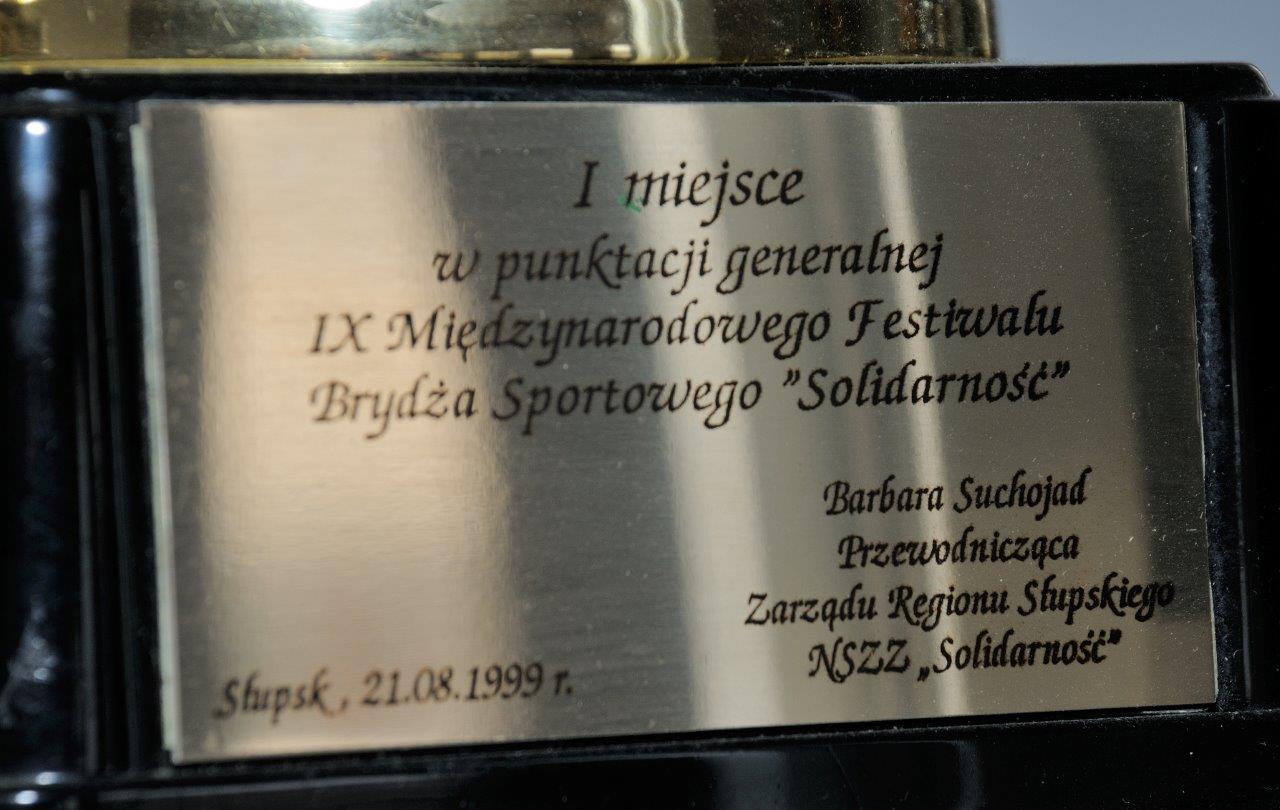 I miejsce
w punktacji generalnej
IX Międzynarodowego Festiwalu
Brydża Sportowego "Solidarność"
Barbara Suchojad
Przewodnicząca
Zarządu Regionu Słupskiego
NSZZ „Solidarność"
Słupsk, 21.08.1999 r.